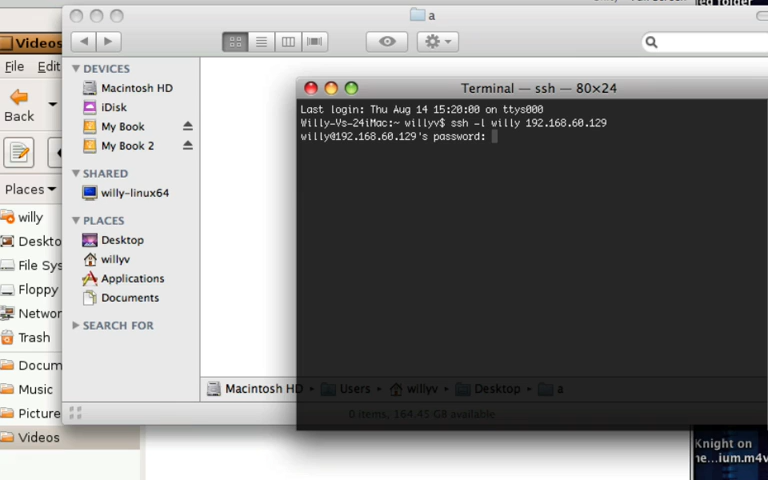 a
Videos
File Edit
Back
Places
willy
Deskto
File Sys
Floppy
Networ
Trash
Docum
Music
Picture
Videos
DEVICES
Macintosh HD
iDisk
My Book
My Book 2
SHARED
willy-linux64
PLACES
Desktop
willyv
Applications
Documents
SEARCH FOR
Terminal — ssh — 80×24
Last login: Thu Aug 14 15:20:00 on ttys000
Willy-Vs-24iMac:~ willyv$ ssh -l willy 192.168.60.129
willy@192.168.60.129's password:
Macintosh HD Users willyv Desktop a
0 items, 164.45 GB available
Knight on
he...ium.m4v